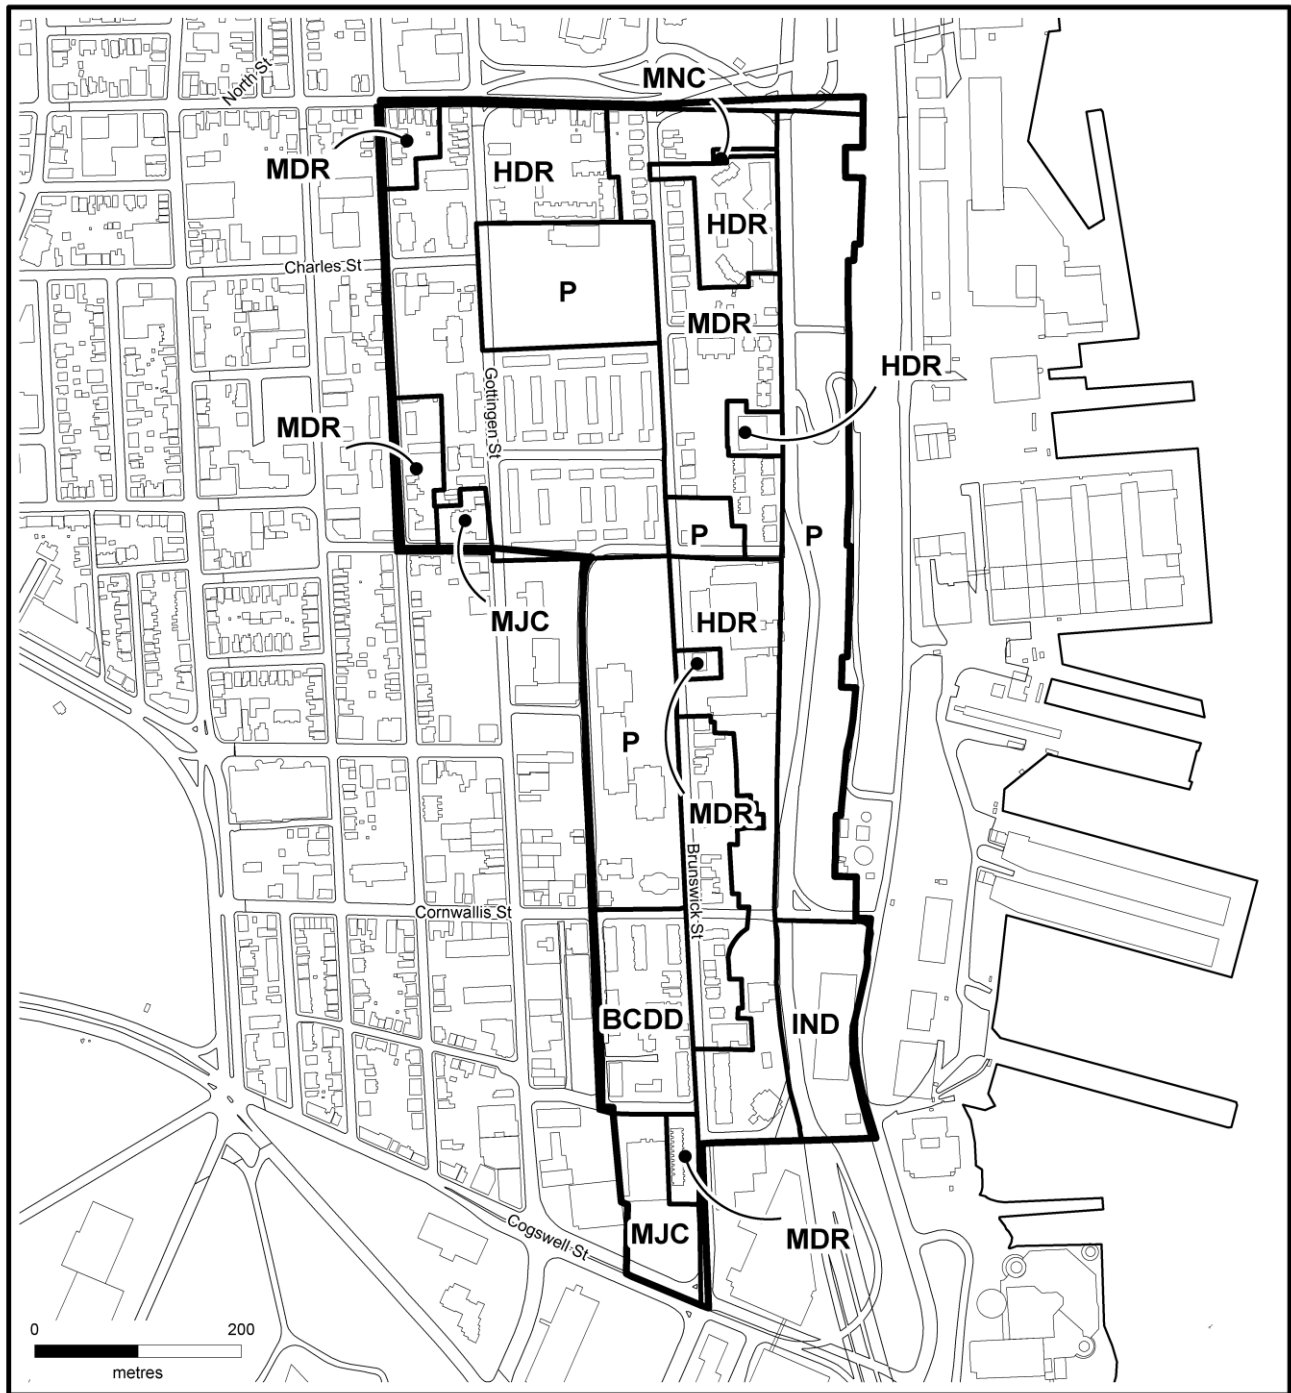 North St
MNC
MDR
HDR
HDR
Charles St
P
MDR
HDR
Gottingen St
MDR
P
P
MJC
HDR
P
MDR
Brunswick St
Cornwallis St
BCDD
IND
MJC
MDR
Cogswell St
0 200
metres